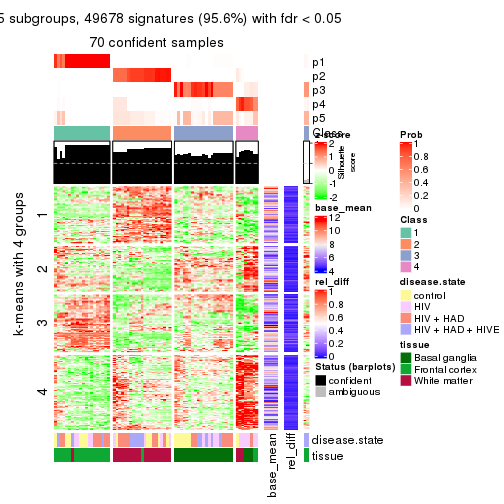 5 subgroups, 49678 signatures (95.6%) with fdr < 0.05
70 confident samples
p1
p2
p3
p4
p5
Class
Silhouette
score
k-means with 4 groups
1
2
3
4
base_mean
rel_diff
disease.state
tissue
z-score
2
1
0
-1
-2
base_mean
12
10
8
6
4
rel_diff
1
0.8
0.6
0.4
0.2
0
Status (barplots)
confident
ambiguous
Prob
1
0.8
0.6
0.4
0.2
0
Class
1
2
3
4
disease.state
control
HIV
HIV + HAD
HIV + HAD + HIVE
tissue
Basal ganglia
Frontal cortex
White matter